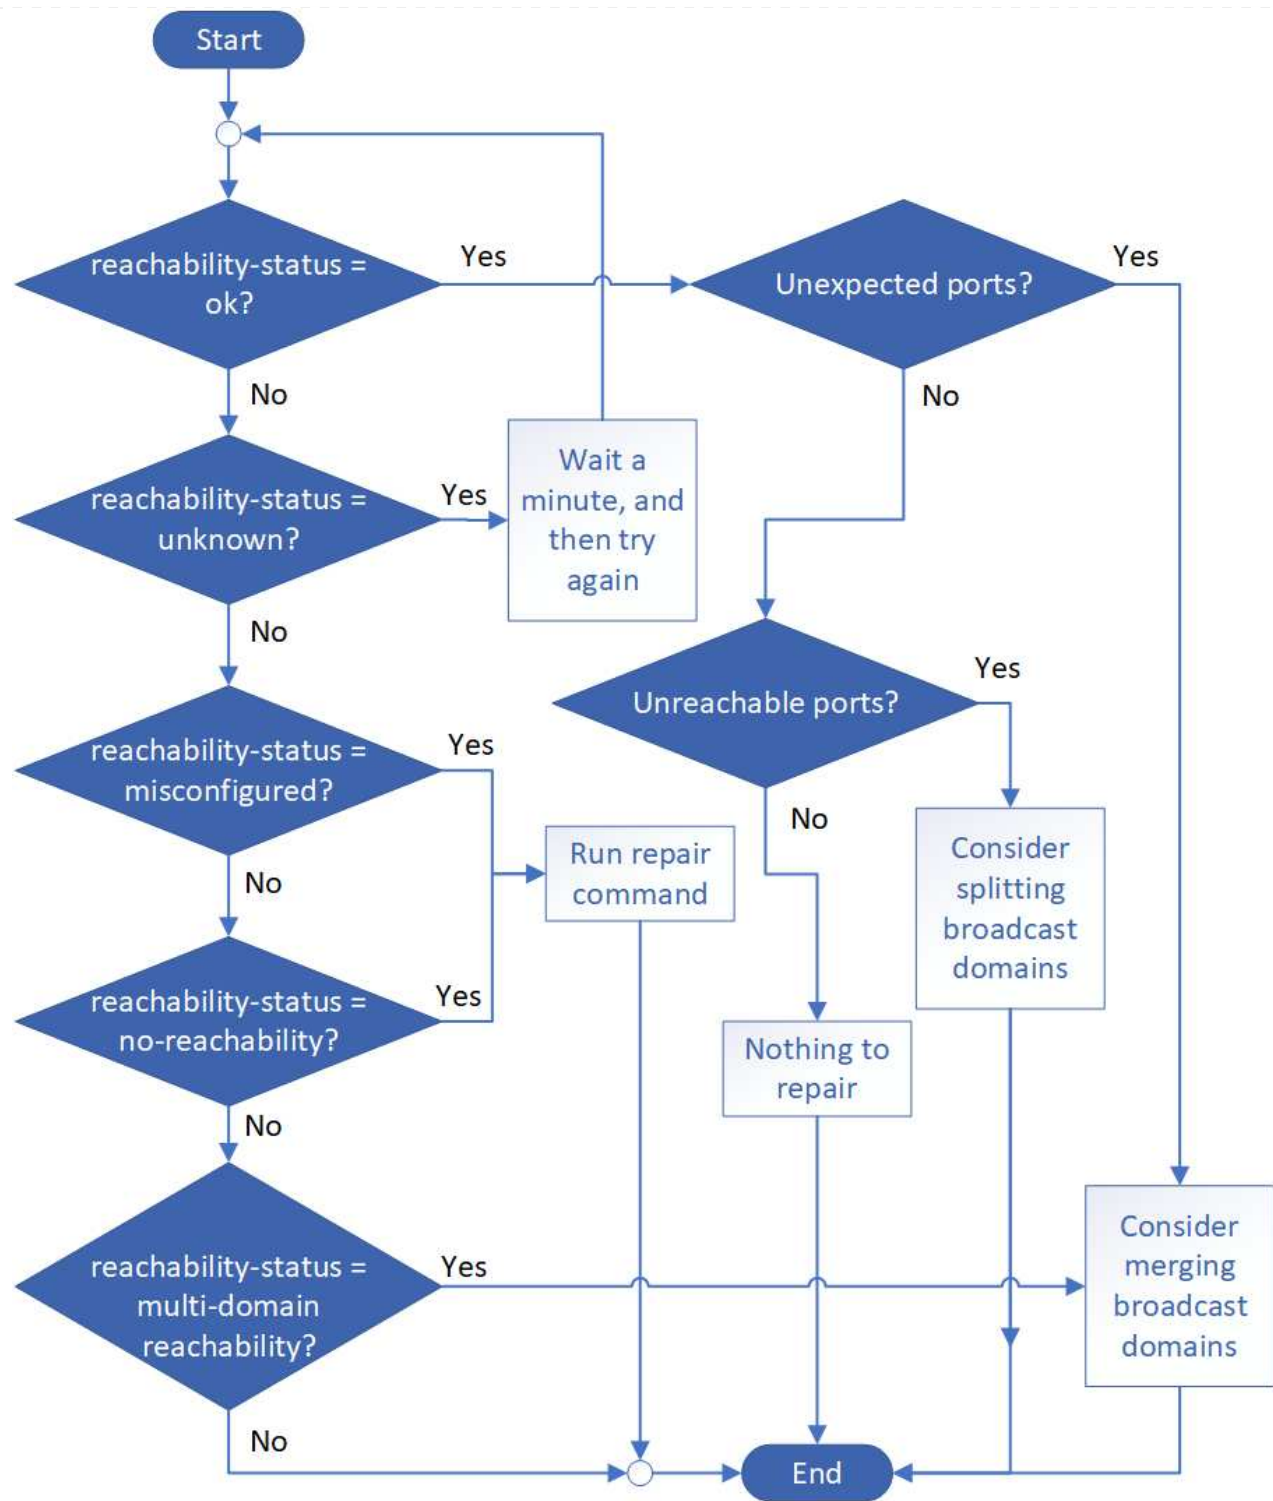 Start
reachability-status =
ok?
Yes
Unexpected ports?
Yes
No
No
reachability-status =
unknown?
Yes
Wait a
minute, and
then try
again
No
Unreachable ports?
Yes
reachability-status =
misconfigured?
Yes
No
Run repair
command
Consider
splitting
broadcast
domains
No
reachability-status =
no-reachability?
Yes
Nothing to
repair
No
reachability-status =
multi-domain
reachability?
Yes
Consider
merging
broadcast
domains
No
End